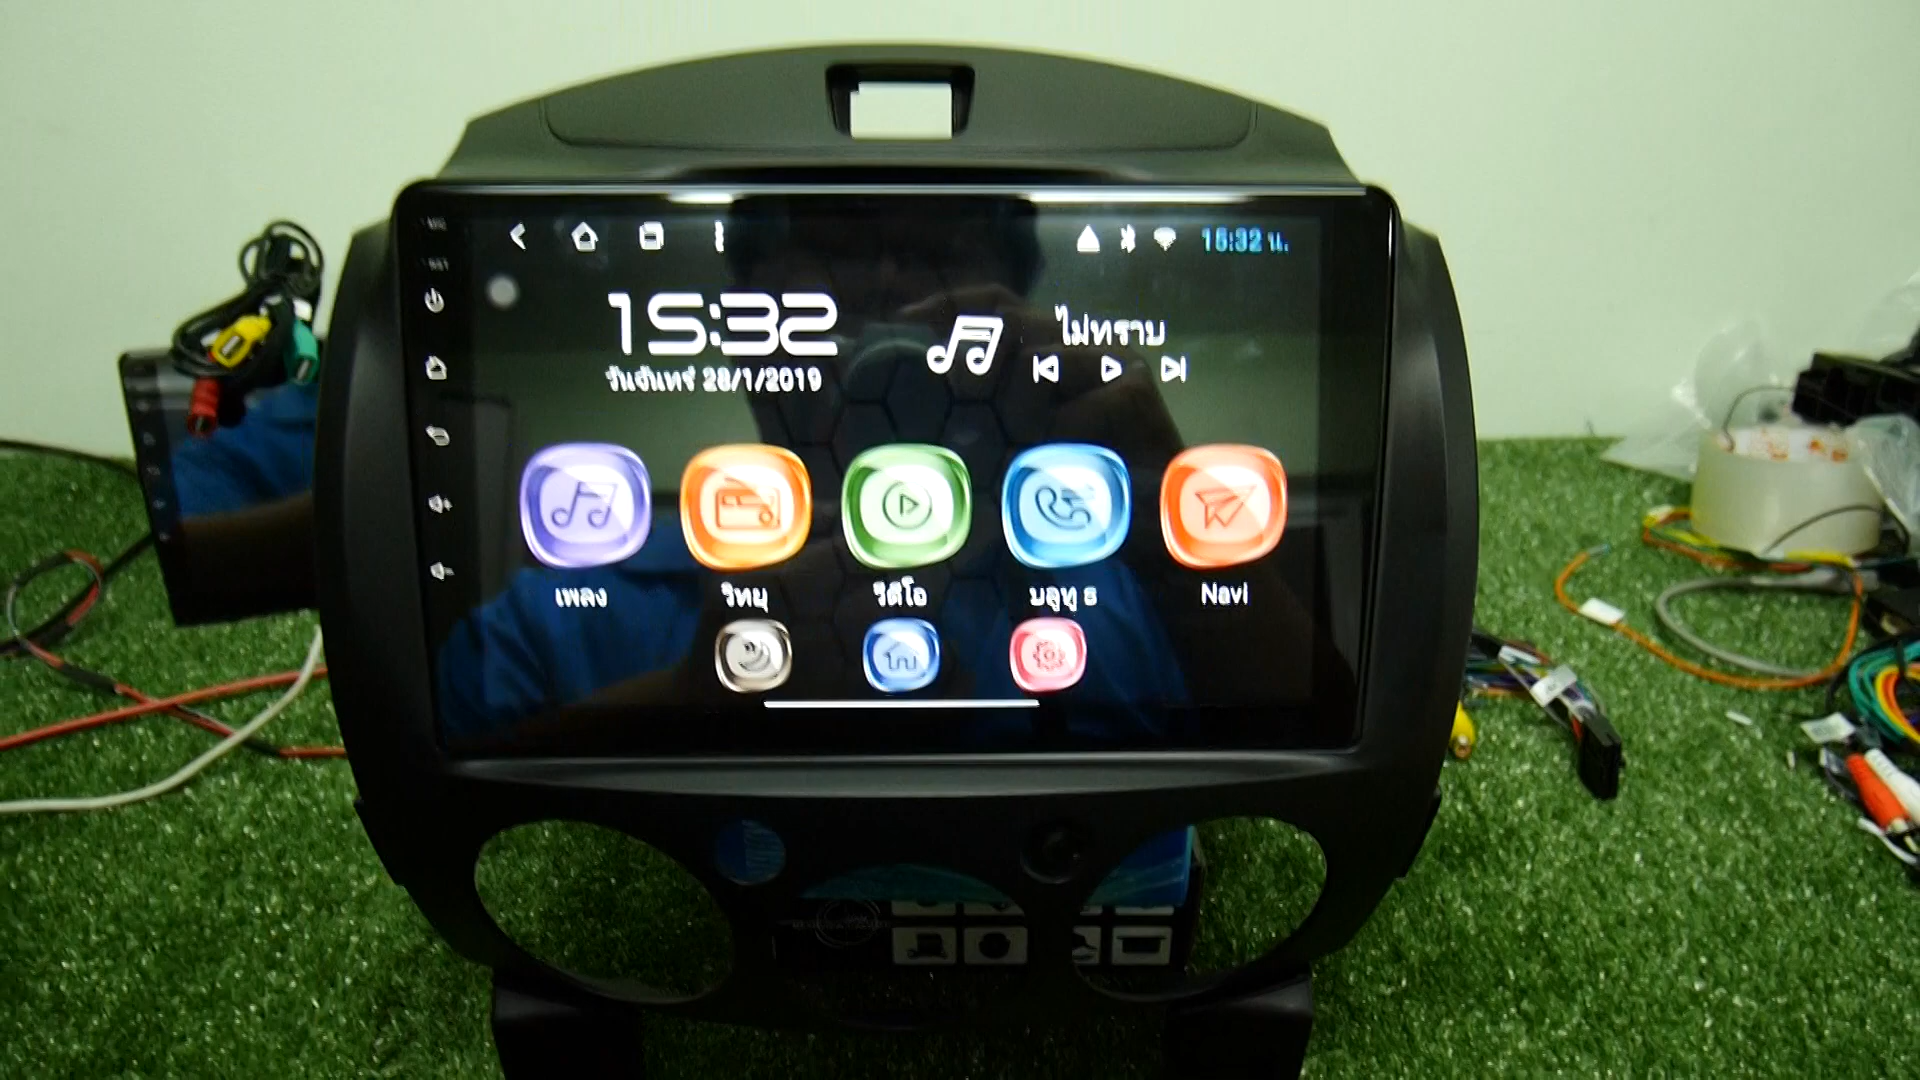 15:32 น.
15:32
วันจันทร์ 28/1/2019
ไม่ทราบ
เพลง
วิทยุ
วีดีโอ
บลูทู ธ
Navi